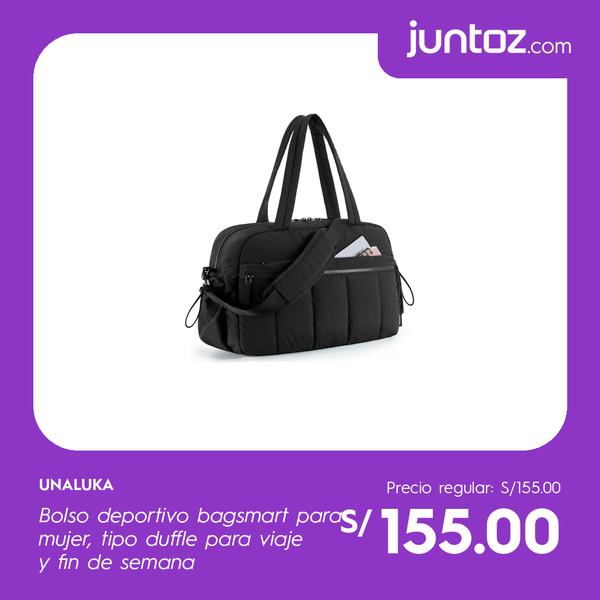 juntoz.com
UNALUKA
Bolso deportivo bagsmart para
mujer, tipo duffle para viaje
y fin de semana
Precio regular: S/155.00
S/ 155.00